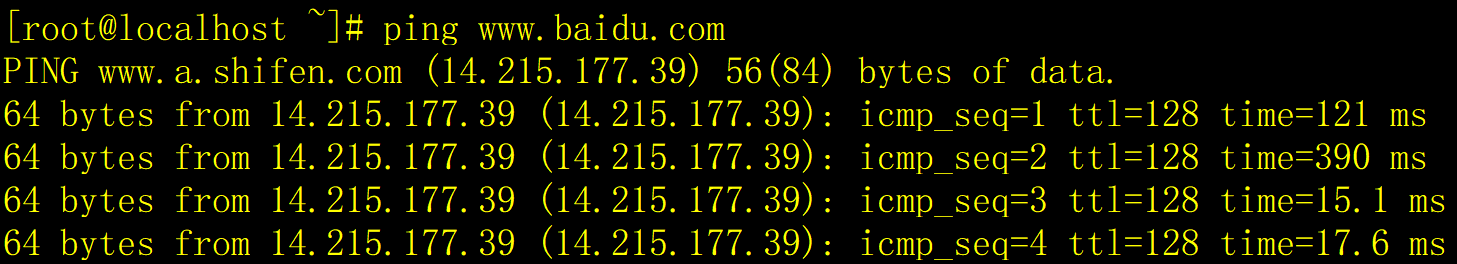 [root@localhost ~]# ping www.baidu.com
PING www.a.shifen.com (14.215.177.39) 56(84) bytes of data.
64 bytes from 14.215.177.39 (14.215.177.39): icmp_seq=1 ttl=128 time=121 ms
64 bytes from 14.215.177.39 (14.215.177.39): icmp_seq=2 ttl=128 time=390 ms
64 bytes from 14.215.177.39 (14.215.177.39): icmp_seq=3 ttl=128 time=15.1 ms
64 bytes from 14.215.177.39 (14.215.177.39): icmp_seq=4 ttl=128 time=17.6 ms